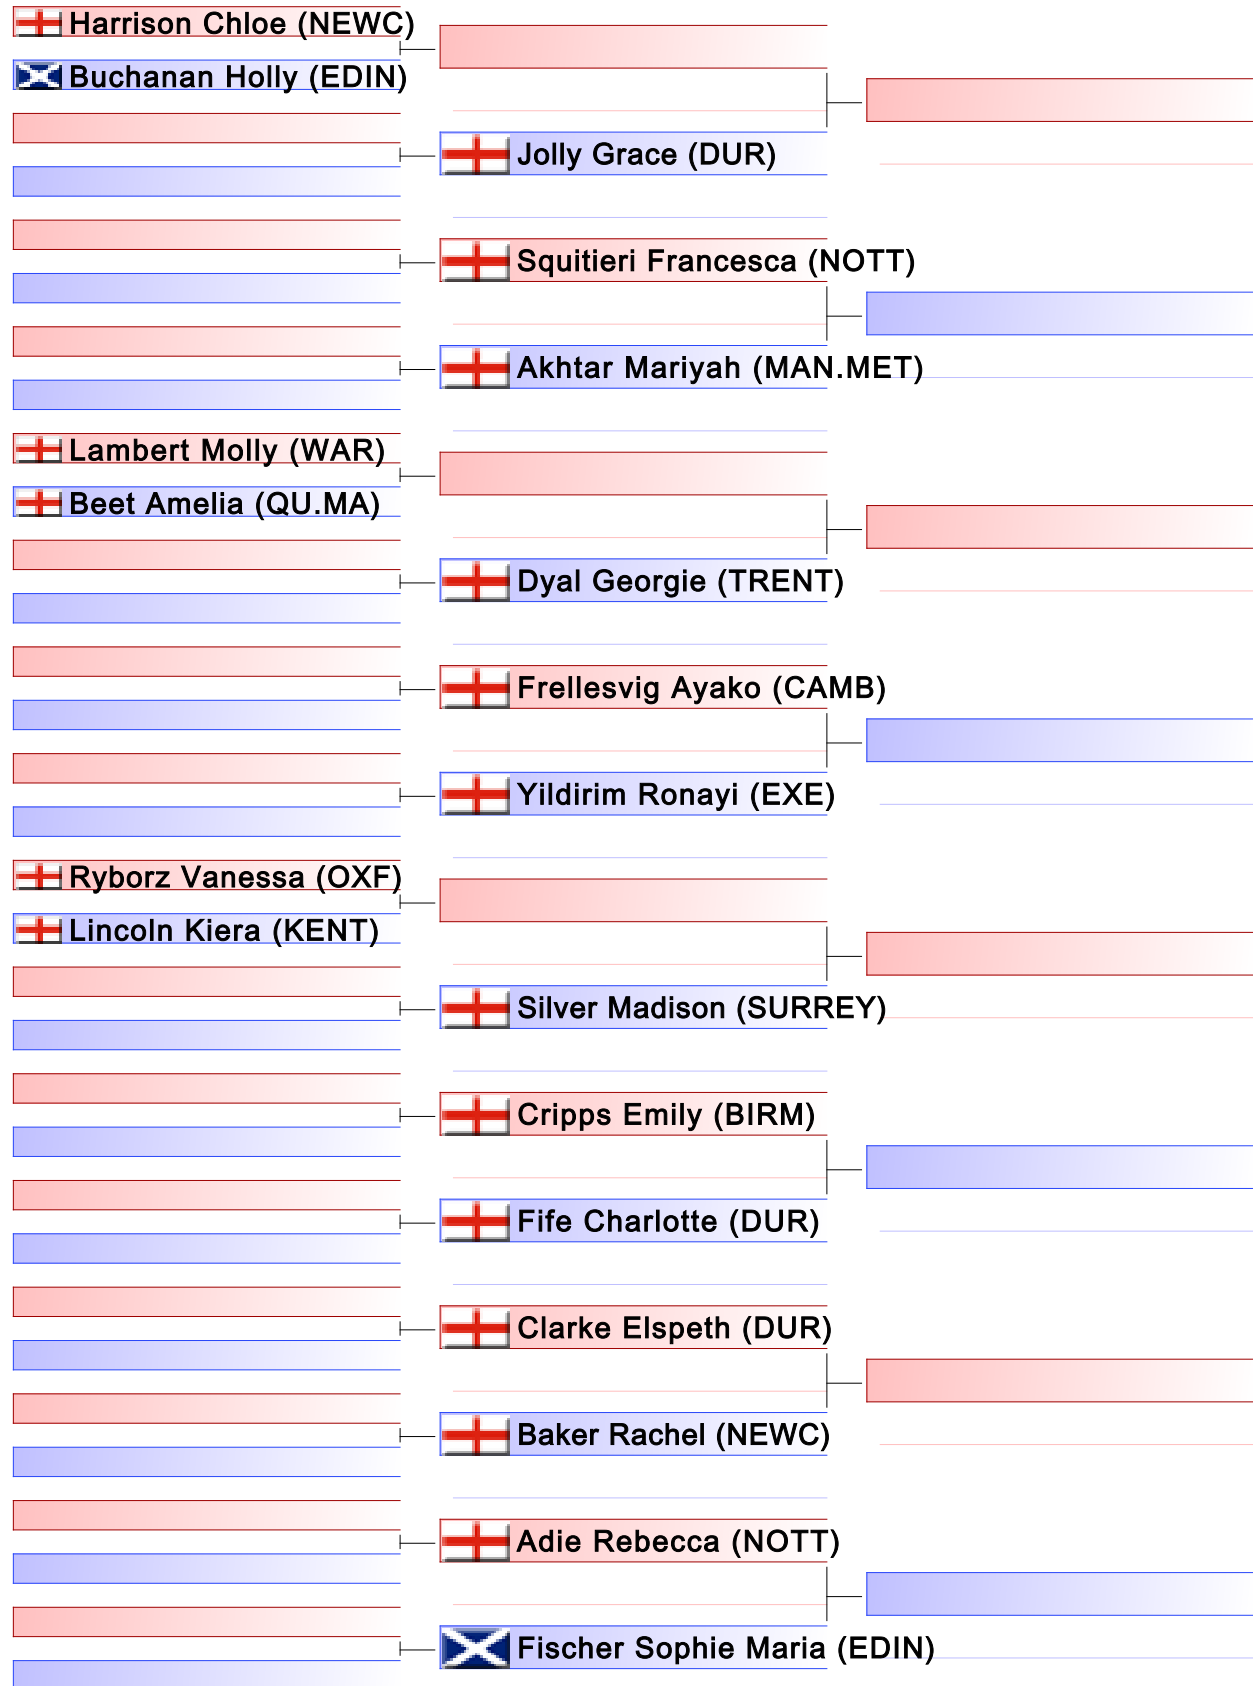 Harrison Chloe (NEWC)
Buchanan Holly (EDIN)
Jolly Grace (DUR)
Squitieri Francesca (NOTT)
Akhtar Mariyah (MAN.MET)
Lambert Molly (WAR)
Beet Amelia (QU.MA)
Dyal Georgie (TRENT)
Frellesvig Ayako (CAMB)
Yildirim Ronayi (EXE)
Ryborz Vanessa (OXF)
Lincoln Kiera (KENT)
Silver Madison (SURREY)
Cripps Emily (BIRM)
Fife Charlotte (DUR)
Clarke Elspeth (DUR)
Baker Rachel (NEWC)
Adie Rebecca (NOTT)
Fischer Sophie Maria (EDIN)